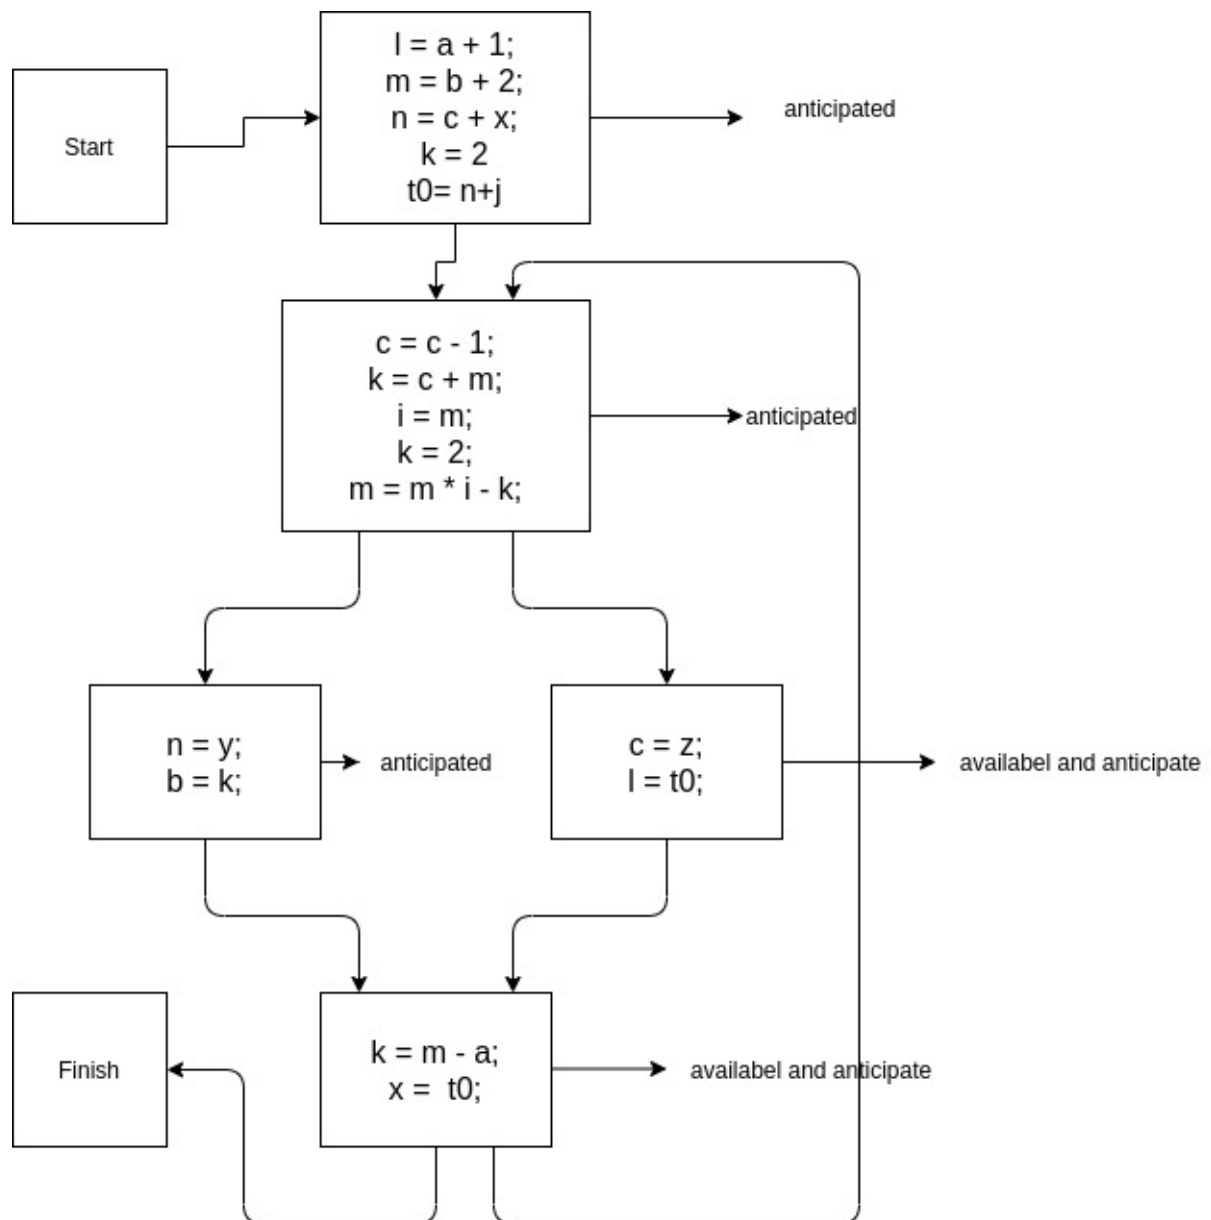 Start
l = a + 1;
m = b + 2;
n = c + x;
k = 2
t0= n+j
anticipated
c = c - 1;
k = c + m;
i = m;
k = 2;
m = m * i - k;
anticipated
n = y;
b = k;
anticipated
c = z;
l = t0;
availabel and anticipate
Finish
k = m - a;
x = t0;
availabel and anticipate